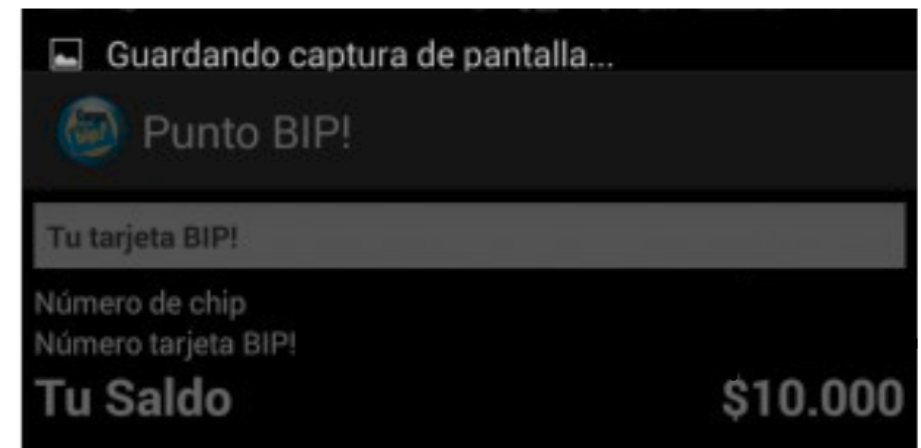 Guardando captura de pantalla...
Punto BIP!
Tu tarjeta BIP!
Número de chip
Número tarjeta BIP!
Tu Saldo $10.000